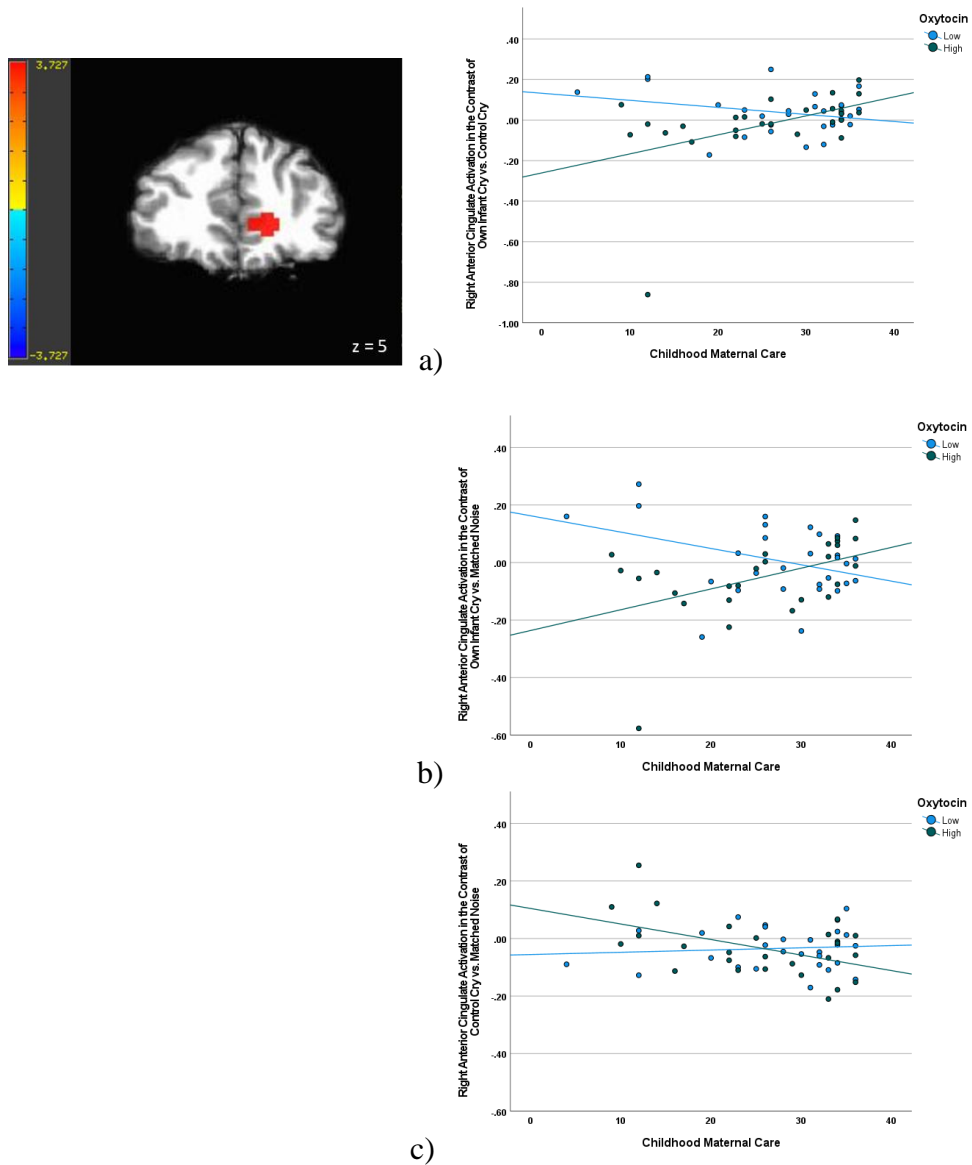 3.727
-3.727
z = 5
a)
Right Anterior Cingulate Activation in the Contrast of
Own Infant Cry vs. Control Cry
.40
.20
.00
-.20
-.40
-.60
-.80
-1.00
0 10 20 30 40
Childhood Maternal Care
Oxytocin
Low
High
b)
Right Anterior Cingulate Activation in the Contrast of
Own Infant Cry vs. Matched Noise
.40
.20
.00
-.20
-.40
-.60
0 10 20 30 40
Childhood Maternal Care
Oxytocin
Low
High
c)
Right Anterior Cingulate Activation in the Contrast of
Control Cry vs. Matched Noise
.40
.20
.00
-.20
-.40
-.60
0 10 20 30 40
Childhood Maternal Care
Oxytocin
Low
High